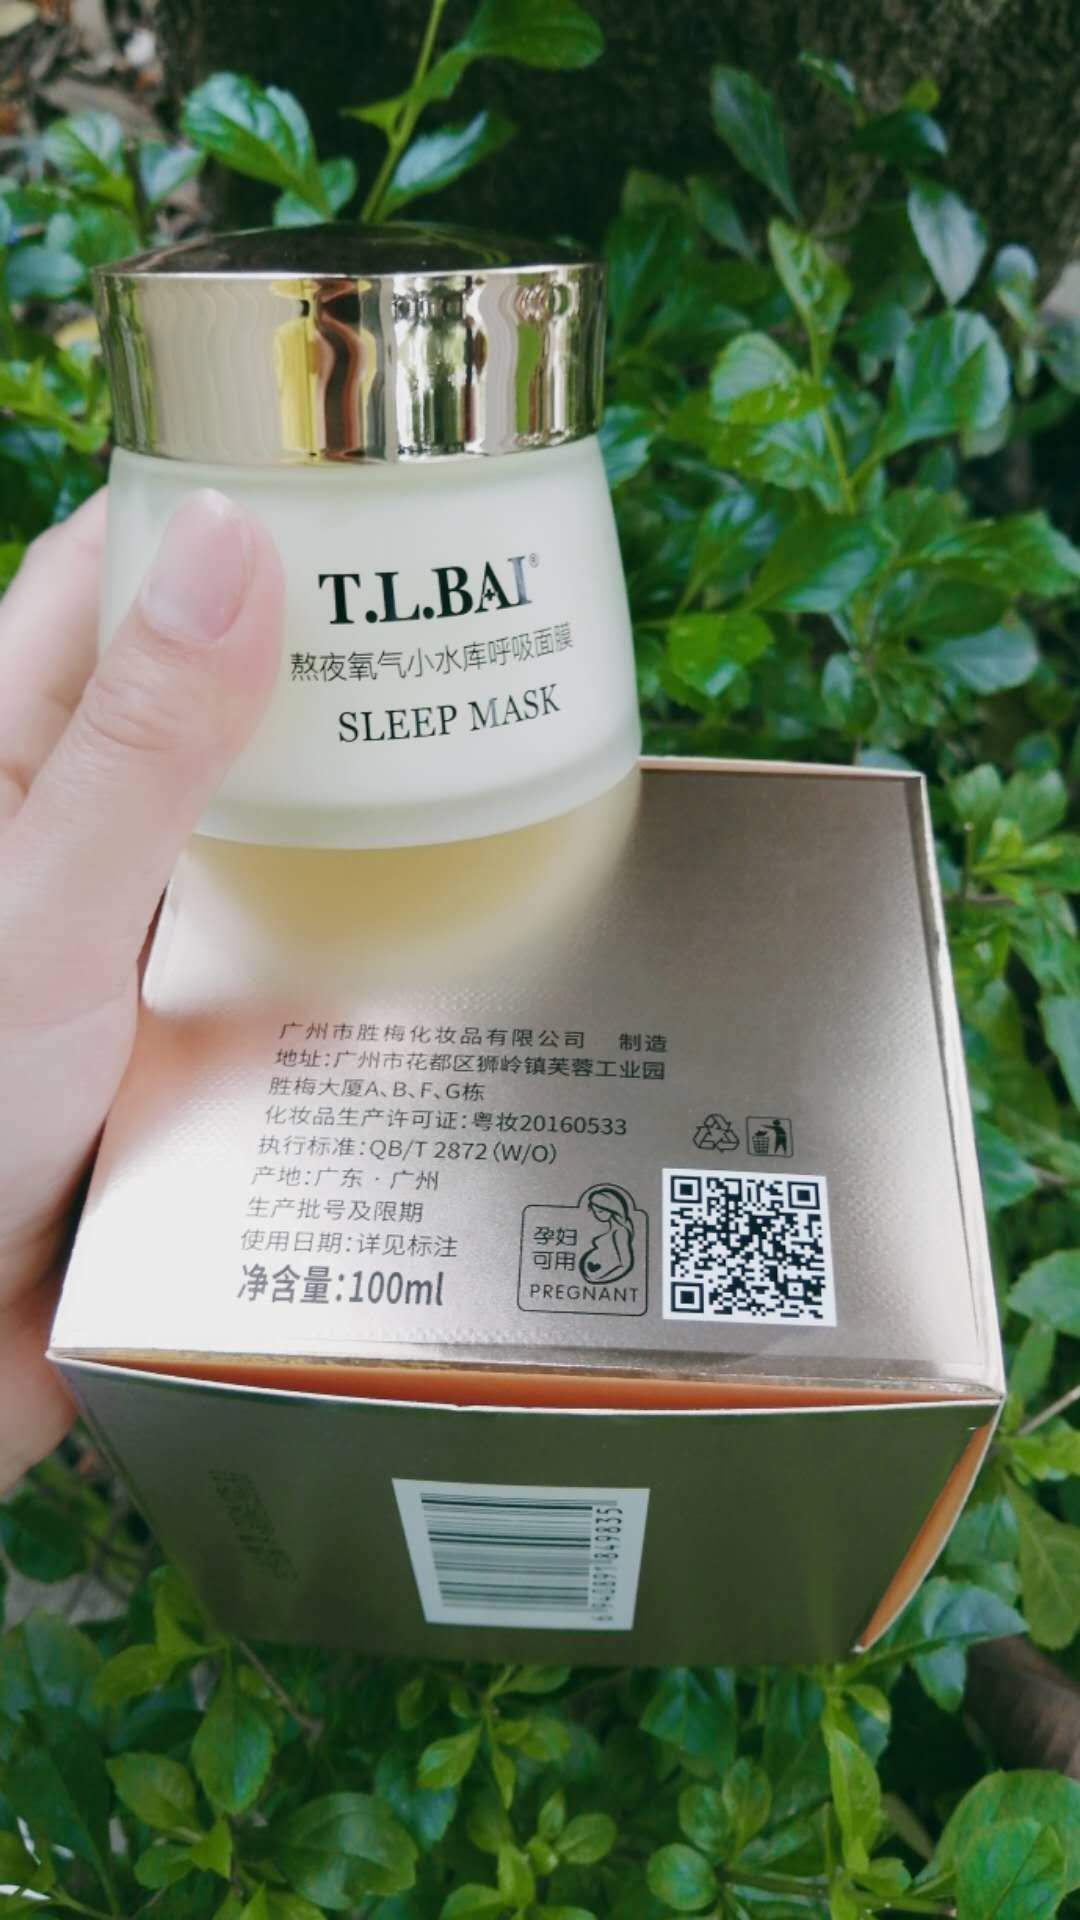 T.L.BAI®
熬夜氧气小水库呼吸面膜
SLEEP MASK
广州市胜梅化妆品有限公司 制造
地址:广州市花都区狮岭镇芙蓉工业园
胜梅大厦A、B、F、G栋
化妆品生产许可证:粤妆20160533
执行标准:QB/T 2872(W/O)
产地:广东·广州
生产批号及限期
使用日期:详见标注
净含量:100ml
孕妇
可用
PREGNANT